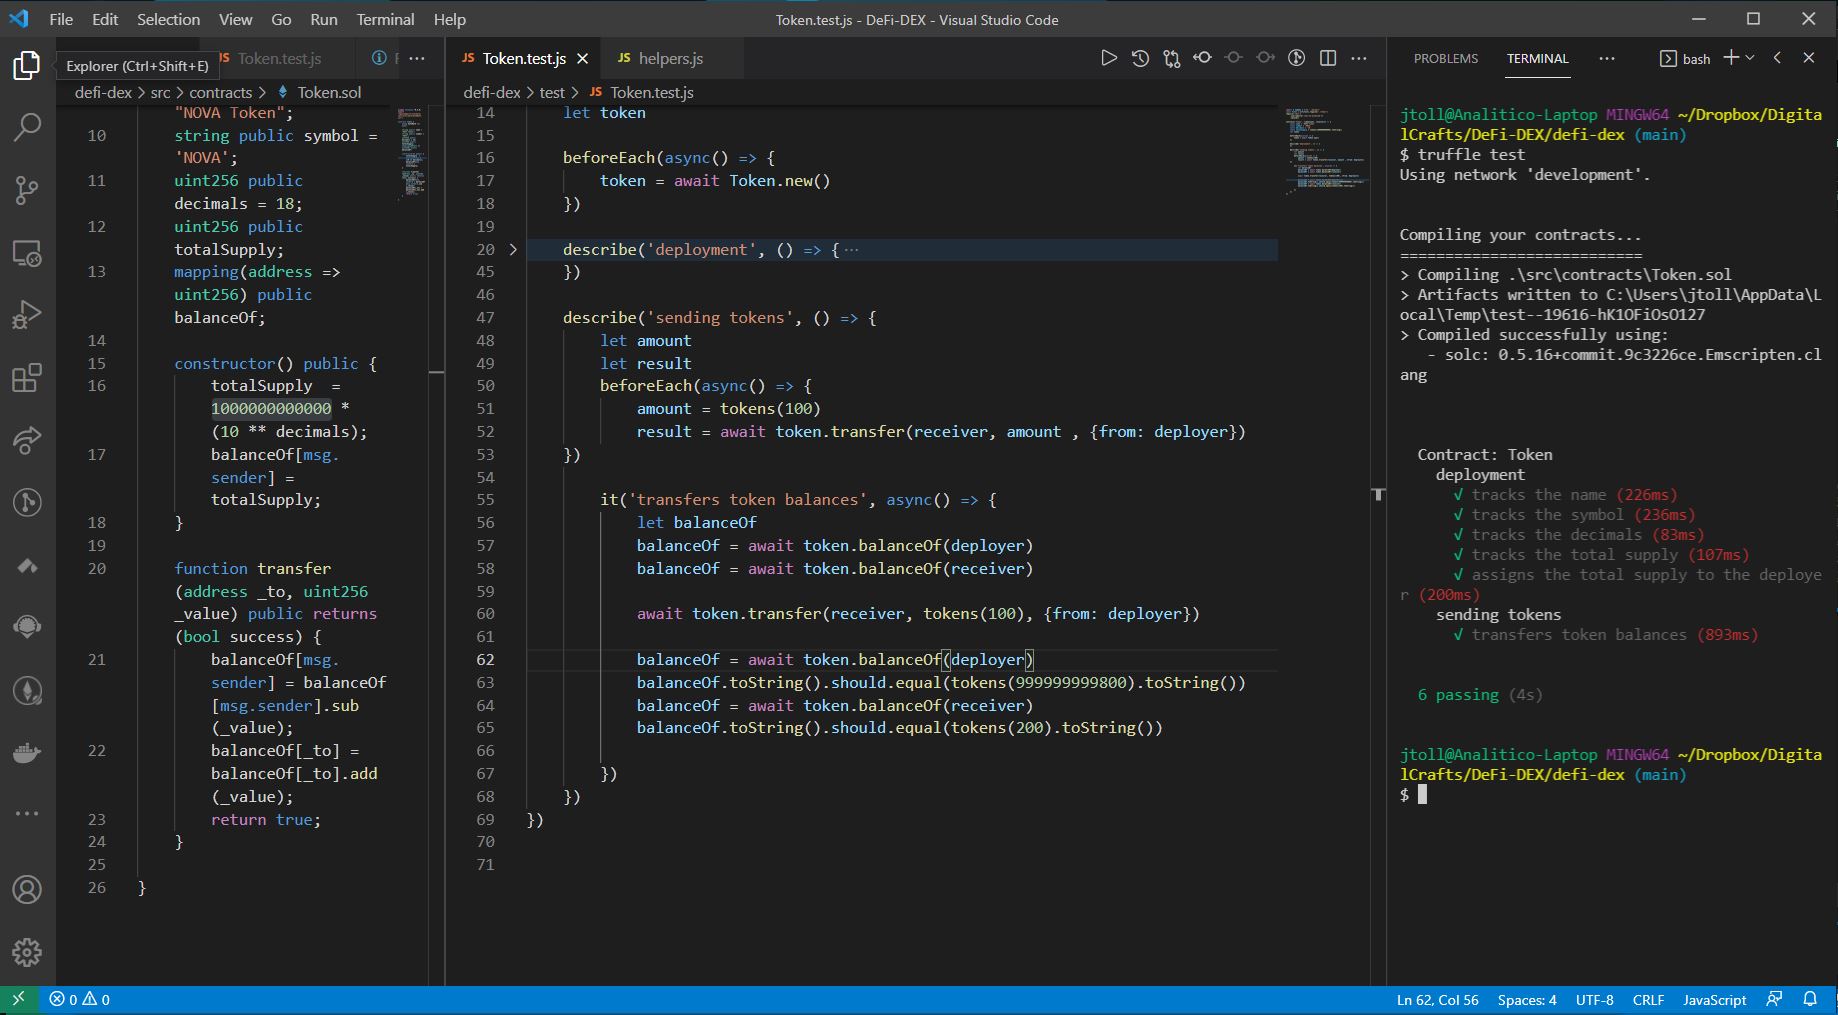 File Edit Selection View Go Run Terminal Help
Token.test.js - DeFi-DEX - Visual Studio Code
Explorer (Ctrl+Shift+E)
JS Token.test.js
defi-dex > src > contracts > Token.sol
"NOVA Token";
10 string public symbol =
'NOVA';
11 uint256 public
decimals = 18;
12 uint256 public
totalSupply;
13 mapping(address =>
uint256) public
balanceOf;
14
15 constructor() public {
16 totalSupply =
1000000000000 *
(10 ** decimals);
17 balanceOf[msg.
sender] =
totalSupply;
18 }
19
20 function transfer
(address _to, uint256
_value) public returns
(bool success) {
21 balanceOf[msg.
sender] = balanceOf
[msg.sender].sub
(_value);
22 balanceOf[_to] =
balanceOf[_to].add
(_value);
23 return true;
24 }
25
26 }
JS Token.test.js
JS helpers.js
defi-dex > test > JS Token.test.js
14 let token
15
16 beforeEach(async() => {
17 token = await Token.new()
18 })
19
20 > describe('deployment', () => { ···
45 })
46
47 describe('sending tokens', () => {
48 let amount
49 let result
50 beforeEach(async() => {
51 amount = tokens(100)
52 result = await token.transfer(receiver, amount , {from: deployer})
53 })
54
55 it('transfers token balances', async() => {
56 let balanceOf
57 balanceOf = await token.balanceOf(deployer)
58 balanceOf = await token.balanceOf(receiver)
59
60 await token.transfer(receiver, tokens(100), {from: deployer})
61
62 balanceOf = await token.balanceOf(deployer)
63 balanceOf.toString().should.equal(tokens(999999999800).toString())
64 balanceOf = await token.balanceOf(receiver)
65 balanceOf.toString().should.equal(tokens(200).toString())
66
67 })
68 })
69 })
70
71
PROBLEMS TERMINAL ··· bash
jtoll@Analitico-Laptop MINGW64 ~/Dropbox/Digita
lCrafts/DeFi-DEX/defi-dex (main)
$ truffle test
Using network 'development'.
Compiling your contracts...
===========================
> Compiling .\src\contracts\Token.sol
> Artifacts written to C:\Users\jtoll\AppData\L
ocal\Temp\test--19616-hK1OFiOsO127
> Compiled successfully using:
- solc: 0.5.16+commit.9c3226ce.Emscripten.cl
ang
Contract: Token
deployment
√ tracks the name (226ms)
√ tracks the symbol (236ms)
√ tracks the decimals (83ms)
√ tracks the total supply (107ms)
√ assigns the total supply to the deploye
r (200ms)
sending tokens
√ transfers token balances (893ms)
6 passing (4s)
jtoll@Analitico-Laptop MINGW64 ~/Dropbox/Digita
lCrafts/DeFi-DEX/defi-dex (main)
$
0 0
Ln 62, Col 56 Spaces: 4 UTF-8 CRLF JavaScript